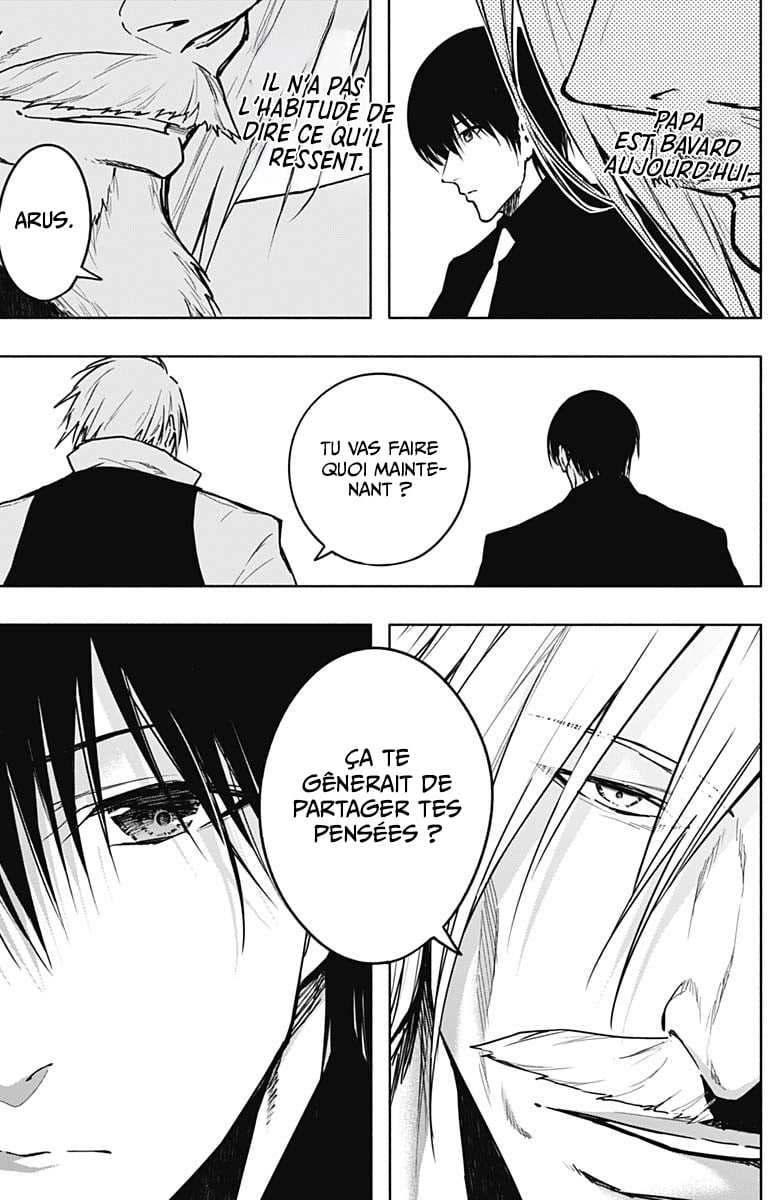 PAPA
EST BAVARD
AUJOURD'HUI.
IL N'A PAS
L'HABITUDE DE
DIRE CE QU'IL
RESSENT.
ARUS.
TU VAS FAIRE
QUOI MAINTE-
NANT ?
ÇA TE
GÊNERAIT DE
PARTAGER TES
PENSÉES ?